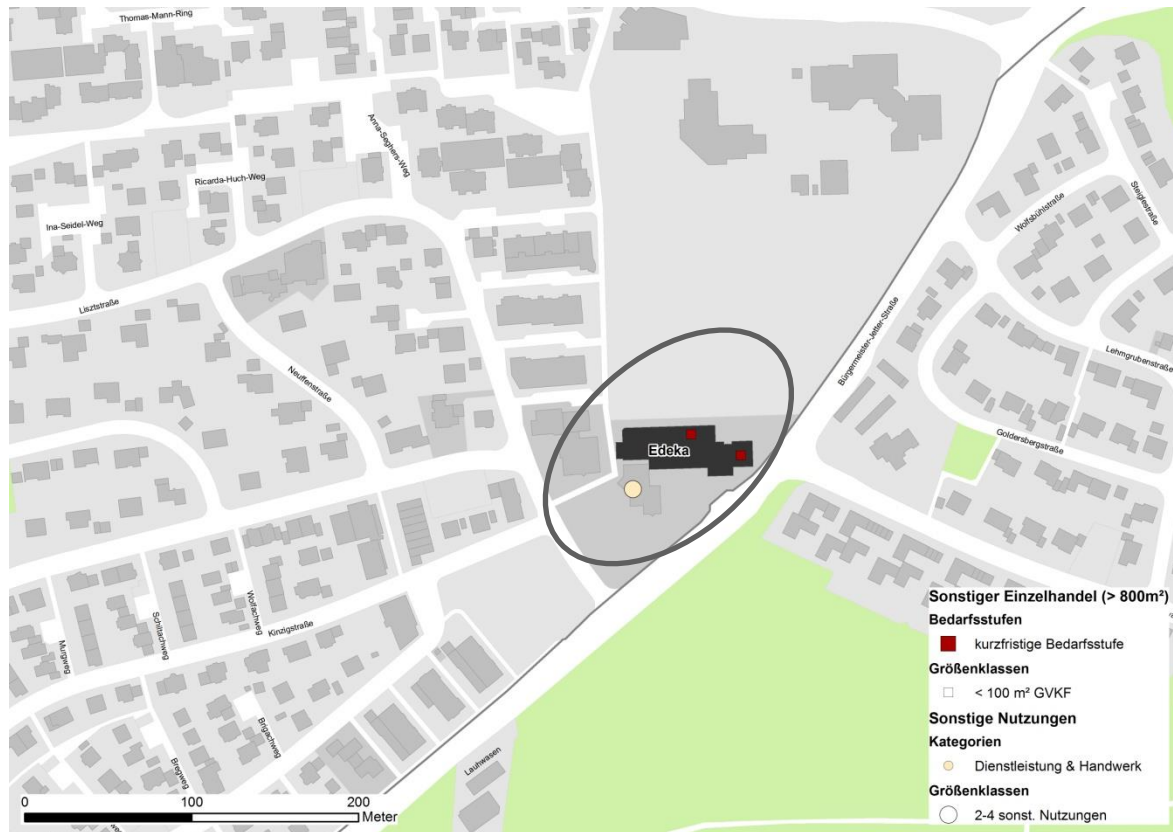 Thomas-Mann-Ring
Anna-Seghers-Weg
Ricarda-Huch-Weg
Ina-Seidel-Weg
Lisztstraße
Neuffenstraße
Steiglestraße
Wolfsbühlstraße
Bürgermeister-Jetter-Straße
Lehmgrubenstraße
Goldersbergstraße
Edeka
Kinzigstraße
Wolfachweg
Schiltachweg
Murgweg
Brigachweg
Bregweg
Lauhwasen
0 100 200
Meter
Sonstiger Einzelhandel (> 800m²)
Bedarfsstufen
kurzfristige Bedarfsstufe
Größenklassen
< 100 m² GVKF
Sonstige Nutzungen
Kategorien
Dienstleistung & Handwerk
Größenklassen
2-4 sonst. Nutzungen